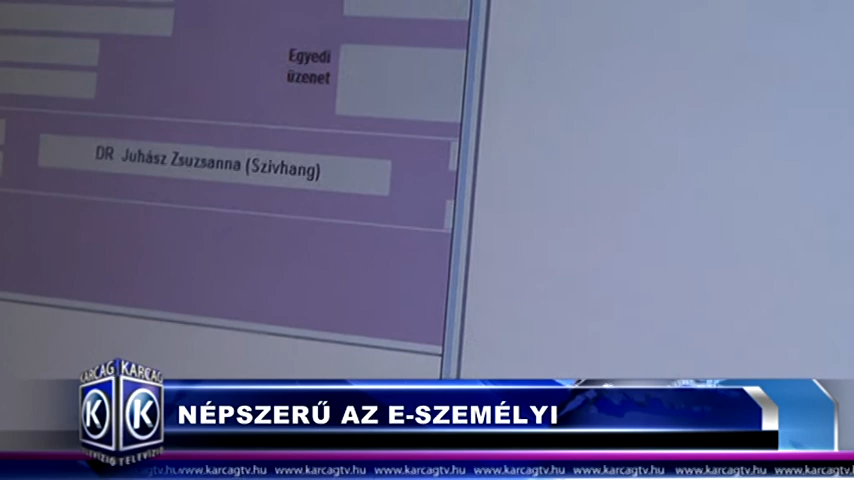 Egyedi
üzenet
DR Juhász Zsuzsanna (Szívhang)
KARCAG KARCAG
K K
TELEVÍZIÓ TELEVÍZIÓ
NÉPSZERŰ AZ E-SZEMÉLYI
www.karcagtv.hu www.karcagtv.hu www.karcagtv.hu www.karcagtv.hu www.karcagtv.hu www.karcagtv.hu www.karcagtv.hu